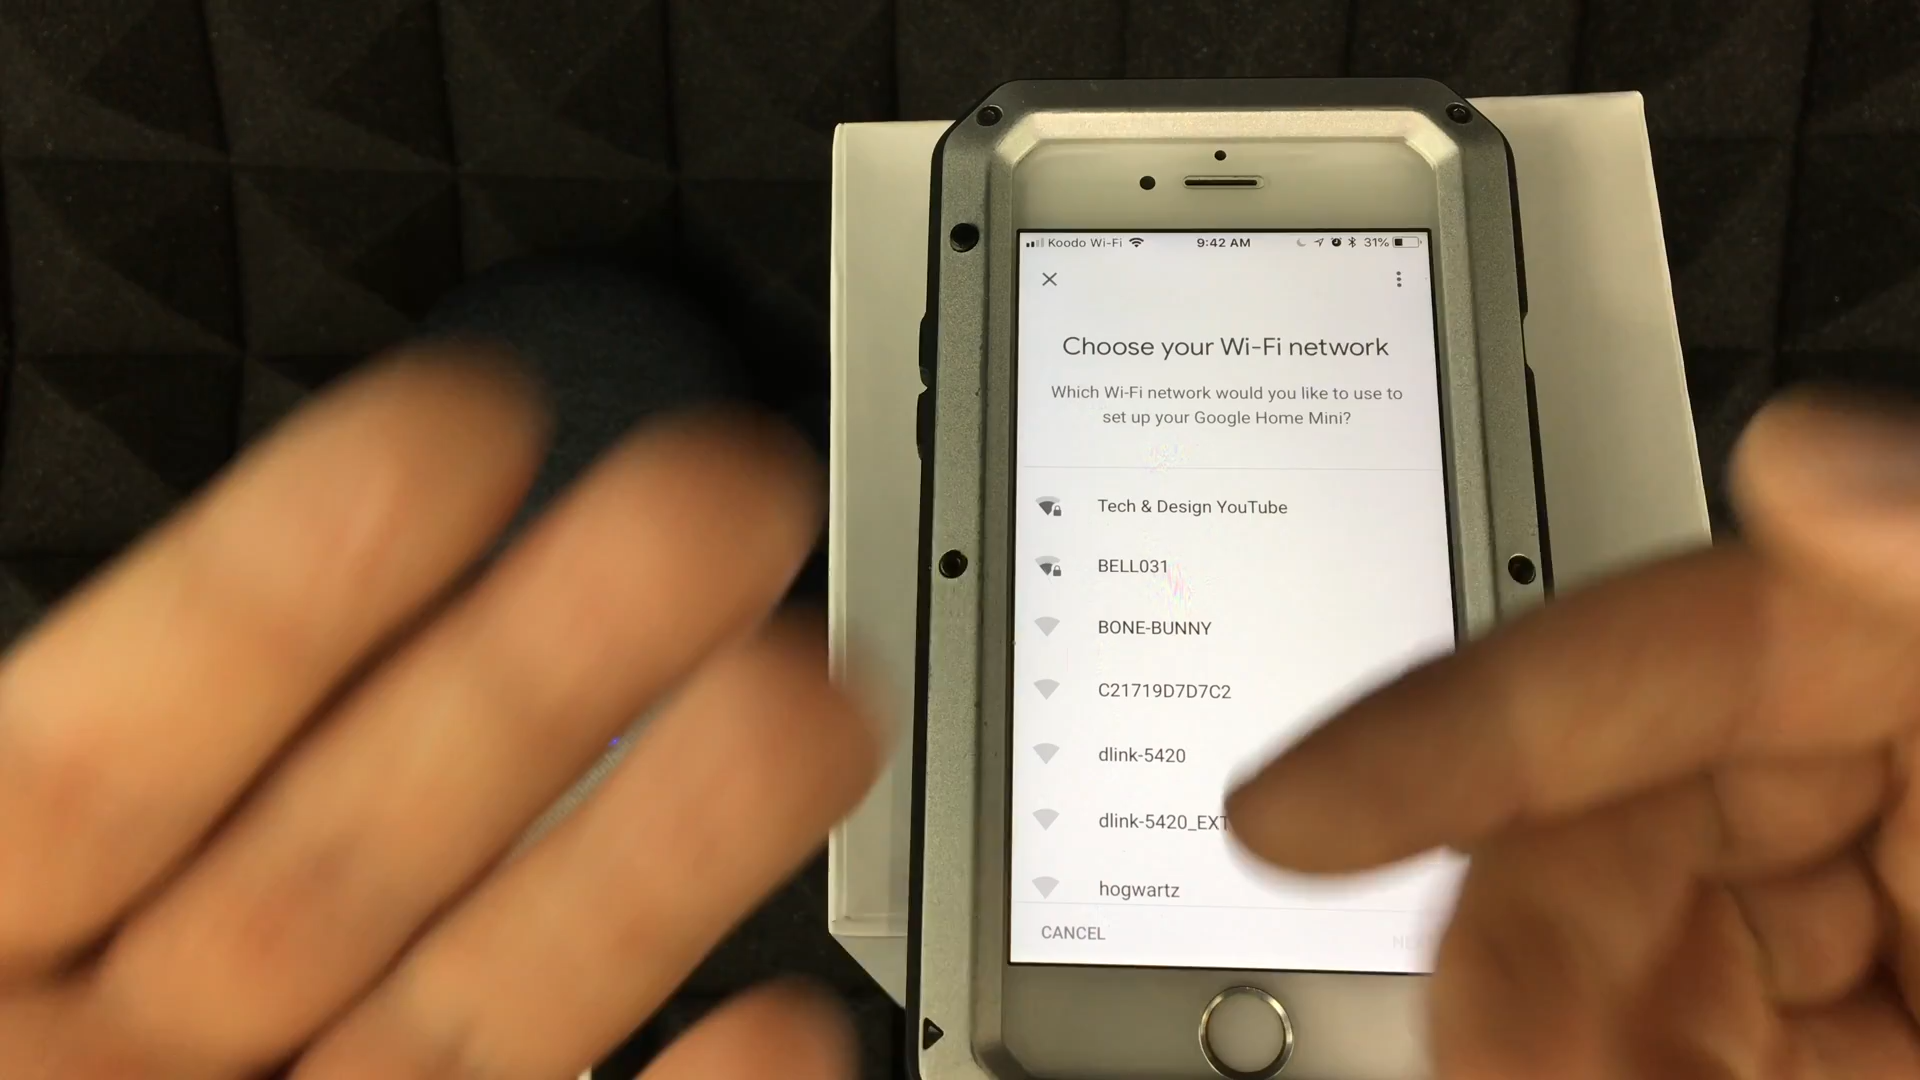 Koodo Wi-Fi 9:42 AM 31%
Choose your Wi-Fi network
Which Wi-Fi network would you like to use to
set up your Google Home Mini?
Tech & Design YouTube
BELL031
BONE-BUNNY
C21719D7D7C2
dlink-5420
dlink-5420_EXT
hogwartz
CANCEL